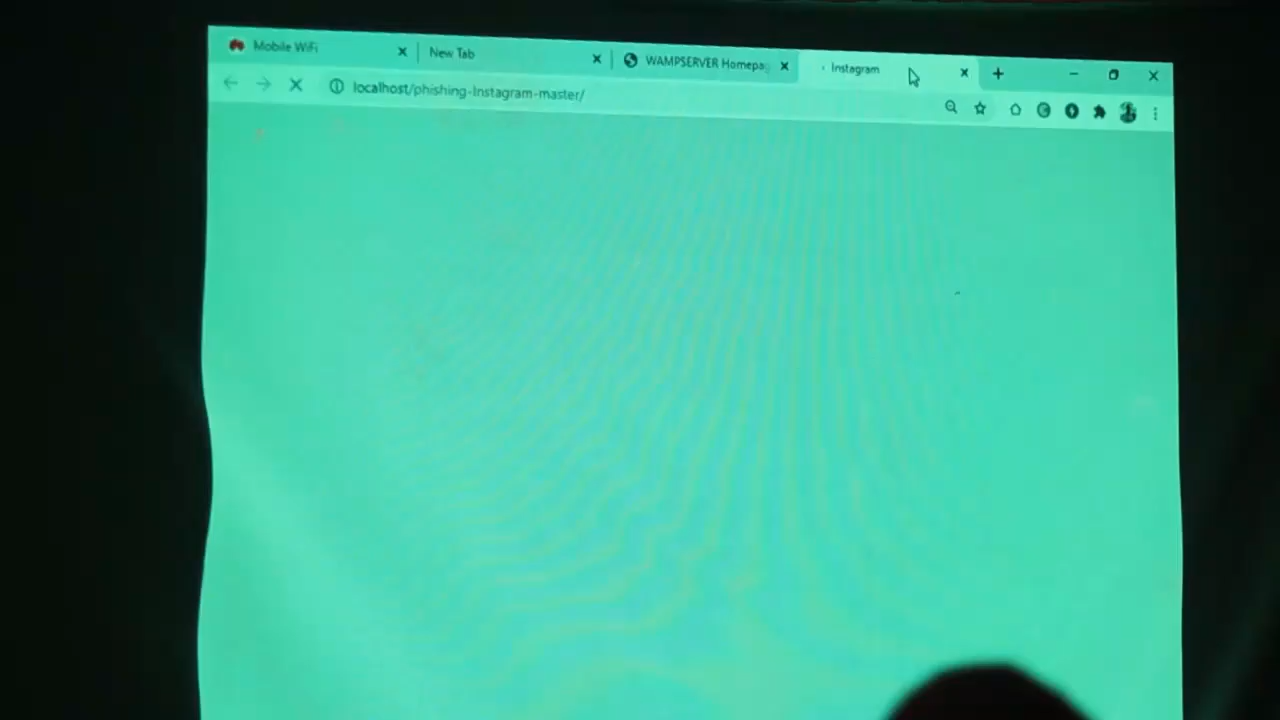 Mobile WiFi
New Tab
WAMPSERVER Homepa
Instagram
localhost/phishing-Instagram-master/